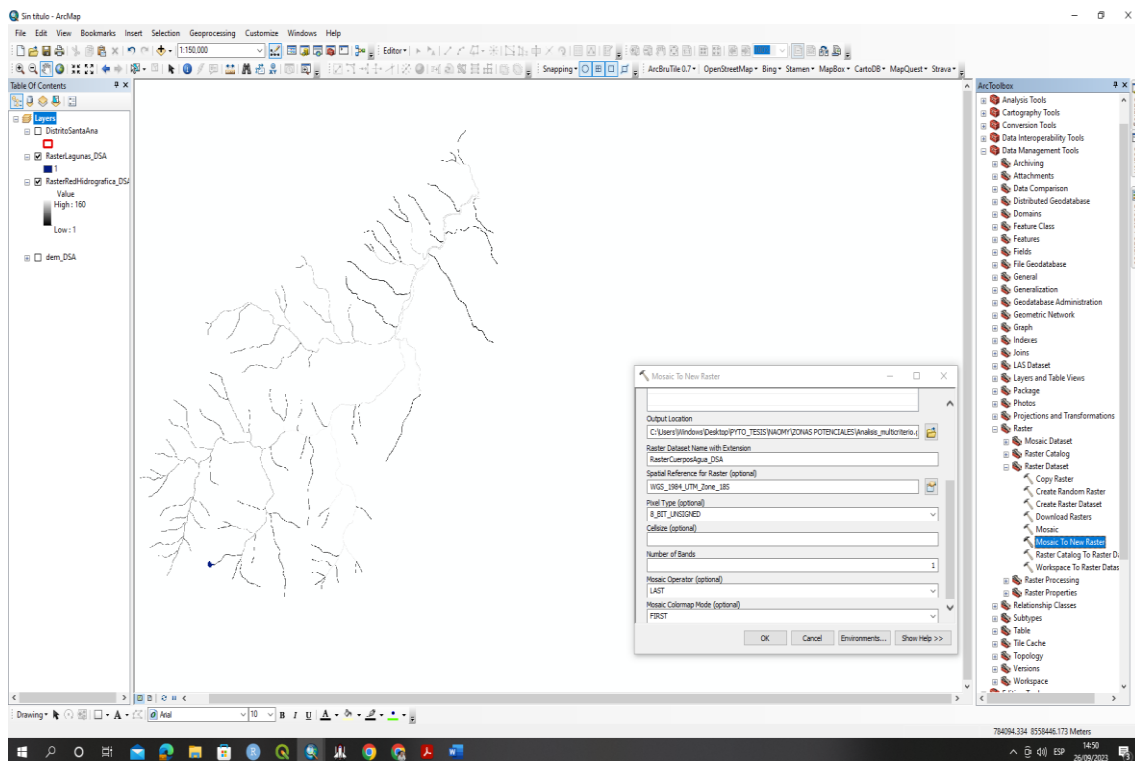 Sin título - ArcMap
File Edit View Bookmarks Insert Selection Geoprocessing Customize Windows Help
1:150,000
Editor
Snapping
ArcBruTile 0.7 OpenStreetMap Bing Stamen MapBox CartoDB MapQuest Strava
Table Of Contents
Layers
DistritoSantaAna
RasterLagunas_DSA
1
RasterRedHidrografica_DSA
Value
High : 160
Low : 1
dem_DSA
Mosaic To New Raster
Output Location
C:\Users\Windows\Desktop\PYTO_TESIS\NAOMY\ZONAS POTENCIALES\Analisis_multicriterio.g
Raster Dataset Name with Extension
RasterCuerposAgua_DSA
Spatial Reference for Raster (optional)
WGS_1984_UTM_Zone_18S
Pixel Type (optional)
8_BIT_UNSIGNED
Cellsize (optional)
Number of Bands
1
Mosaic Operator (optional)
LAST
Mosaic Colormap Mode (optional)
FIRST
OK Cancel Environments... Show Help >>
ArcToolbox
Analysis Tools
Cartography Tools
Conversion Tools
Data Interoperability Tools
Data Management Tools
Archiving
Attachments
Data Comparison
Distributed Geodatabase
Domains
Feature Class
Features
Fields
File Geodatabase
General
Generalization
Geodatabase Administration
Geometric Network
Graph
Indexes
Joins
LAS Dataset
Layers and Table Views
Package
Photos
Projections and Transformations
Raster
Mosaic Dataset
Raster Catalog
Raster Dataset
Copy Raster
Create Random Raster
Create Raster Dataset
Download Rasters
Mosaic
Mosaic To New Raster
Raster Catalog To Raster Da
Workspace To Raster Datas
Raster Processing
Raster Properties
Relationship Classes
Subtypes
Table
Tile Cache
Topology
Versions
Workspace
Drawing A Arial 10 B I U A
784094.334 8558446.173 Meters
ESP
14:50
26/09/2023